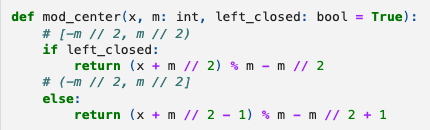 def mod_center(x, m: int, left_closed: bool = True):
    # [-m // 2, m // 2)
    if left_closed:
        return (x + m // 2) % m - m // 2
    # (-m // 2, m // 2]
    else:
        return (x + m // 2 - 1) % m - m // 2 + 1